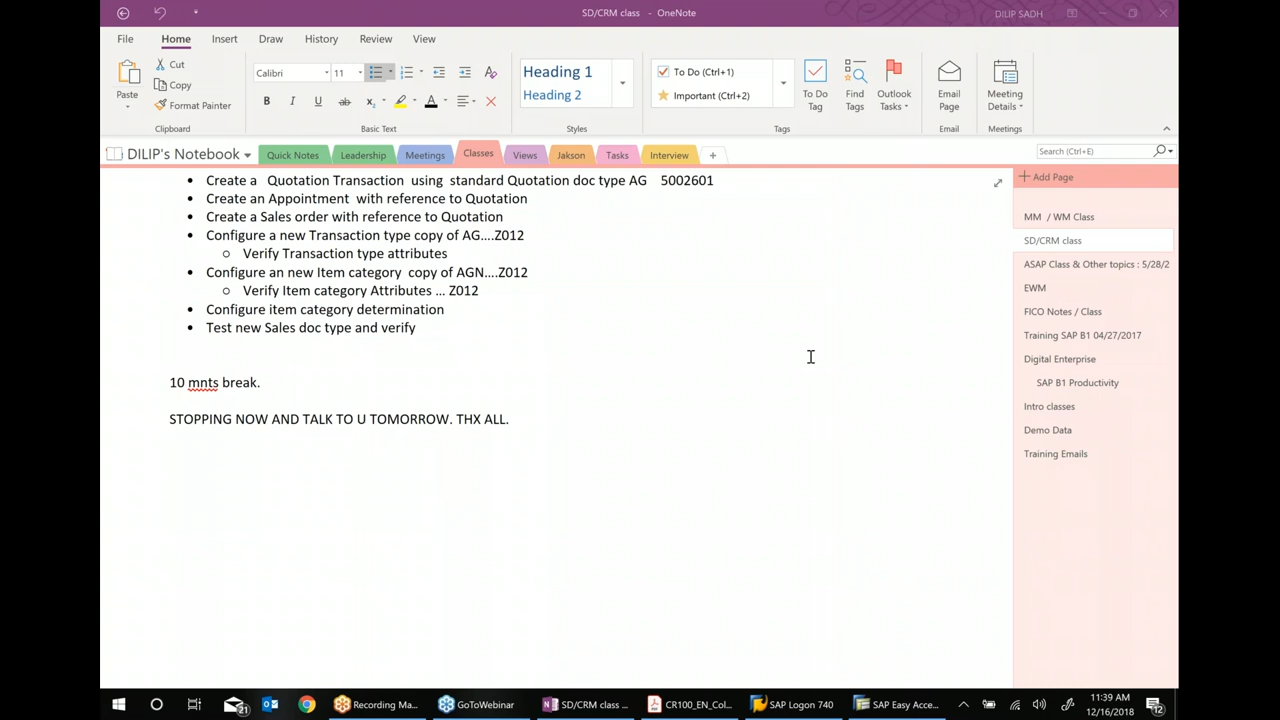 SD/CRM class - OneNote
DILIP SADH
File Home Insert Draw History Review View
Paste
Cut
Copy
Format Painter
Clipboard
Calibri 11
B I U ab x₂ A
Basic Text
Heading 1
Heading 2
Styles
To Do (Ctrl+1)
Important (Ctrl+2)
To Do Tag
Find Tags
Outlook Tasks
Tags
Email Page
Email
Meeting Details
Meetings
DILIP's Notebook
Quick Notes Leadership Meetings Classes Views Jakson Tasks Interview
Search (Ctrl+E)
• Create a Quotation Transaction using standard Quotation doc type AG 5002601
• Create an Appointment with reference to Quotation
• Create a Sales order with reference to Quotation
• Configure a new Transaction type copy of AG....Z012
○ Verify Transaction type attributes
• Configure an new Item category copy of AGN....Z012
○ Verify Item category Attributes ... Z012
• Configure item category determination
• Test new Sales doc type and verify
10 mnts break.
STOPPING NOW AND TALK TO U TOMORROW. THX ALL.
Add Page
MM / WM Class
SD/CRM class
ASAP Class & Other topics : 5/28/2
EWM
FICO Notes / Class
Training SAP B1 04/27/2017
Digital Enterprise
SAP B1 Productivity
Intro classes
Demo Data
Training Emails
21
Recording Ma...
GoToWebinar
SD/CRM class ...
CR100_EN_Col...
SAP Logon 740
SAP Easy Acce...
11:39 AM
12/16/2018
12